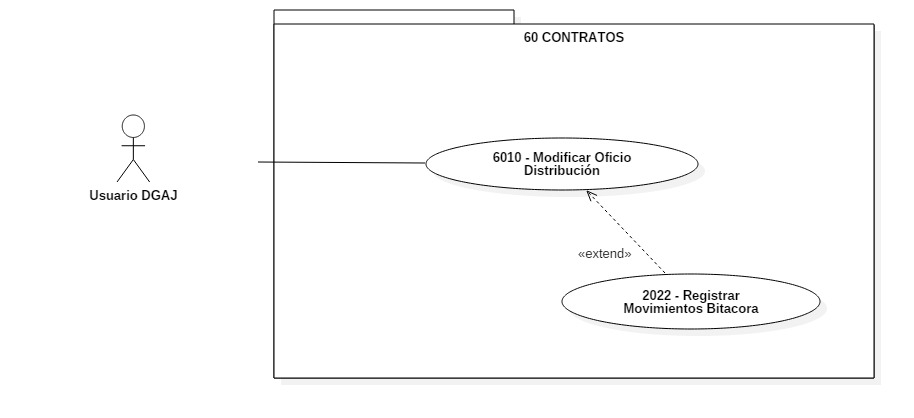 60 CONTRATOS
6010 - Modificar Oficio
Distribución
Usuario DGAJ
«extend»
2022 - Registrar
Movimientos Bitacora